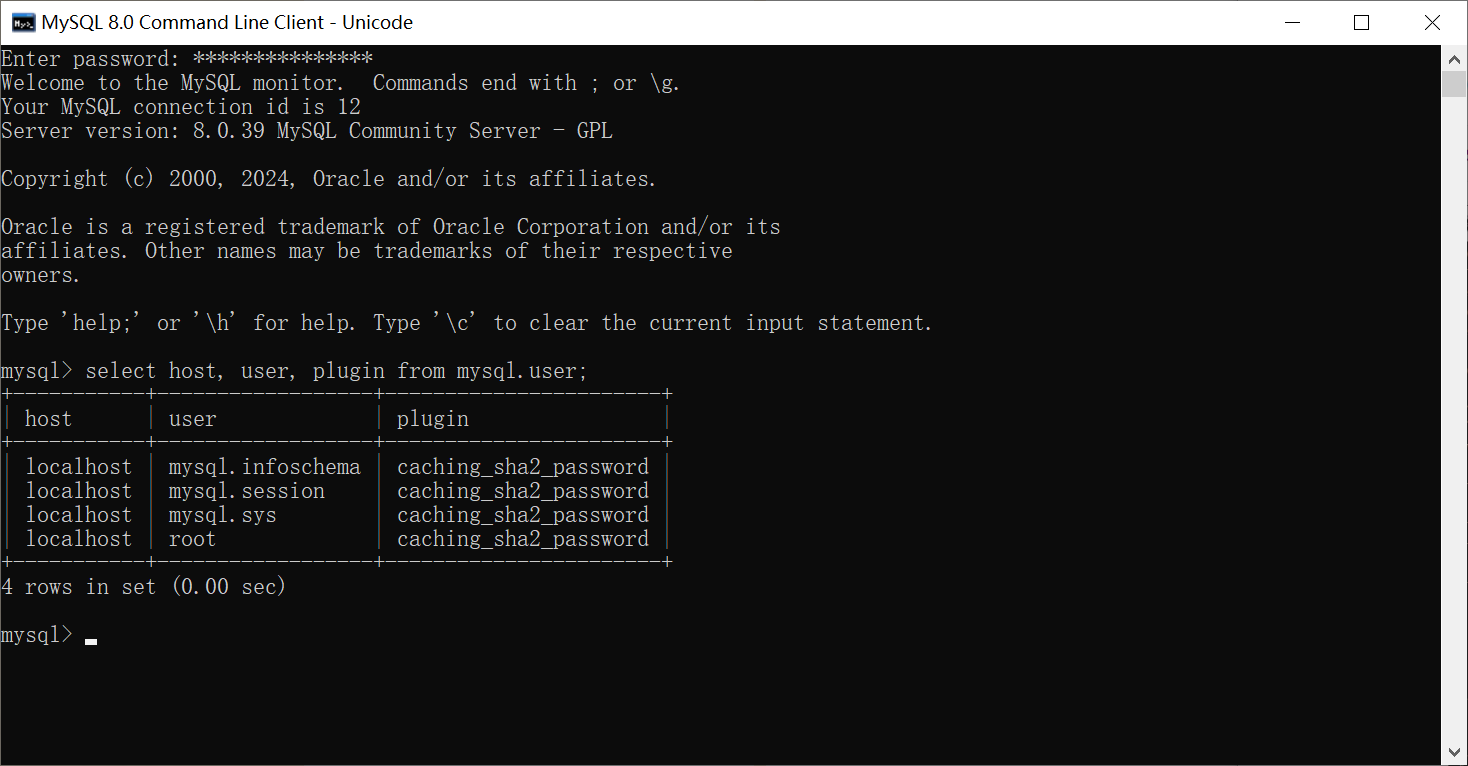 MySQL 8.0 Command Line Client - Unicode
Enter password: ***************
Welcome to the MySQL monitor.  Commands end with ; or \g.
Your MySQL connection id is 12
Server version: 8.0.39 MySQL Community Server - GPL

Copyright (c) 2000, 2024, Oracle and/or its affiliates.

Oracle is a registered trademark of Oracle Corporation and/or its
affiliates. Other names may be trademarks of their respective
owners.

Type 'help;' or '\h' for help. Type '\c' to clear the current input statement.

mysql> select host, user, plugin from mysql.user;
+-----------+------------------+-----------------------+
| host      | user             | plugin                |
+-----------+------------------+-----------------------+
| localhost | mysql.infoschema | caching_sha2_password |
| localhost | mysql.session    | caching_sha2_password |
| localhost | mysql.sys        | caching_sha2_password |
| localhost | root             | caching_sha2_password |
+-----------+------------------+-----------------------+
4 rows in set (0.00 sec)

mysql>